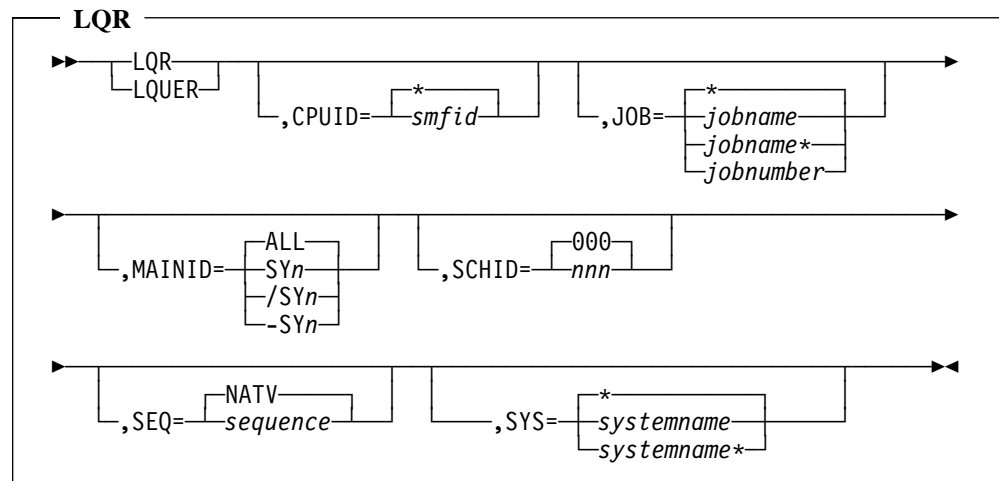 LQR
LQR
LQUER
,CPUID=
*
smfid
,JOB=
*
jobname
jobname*
jobnumber
,MAINID=
ALL
SYn
/SYn
-SYn
,SCHID=
000
nnn
,SEQ=
NATV
sequence
,SYS=
*
systemname
systemname*